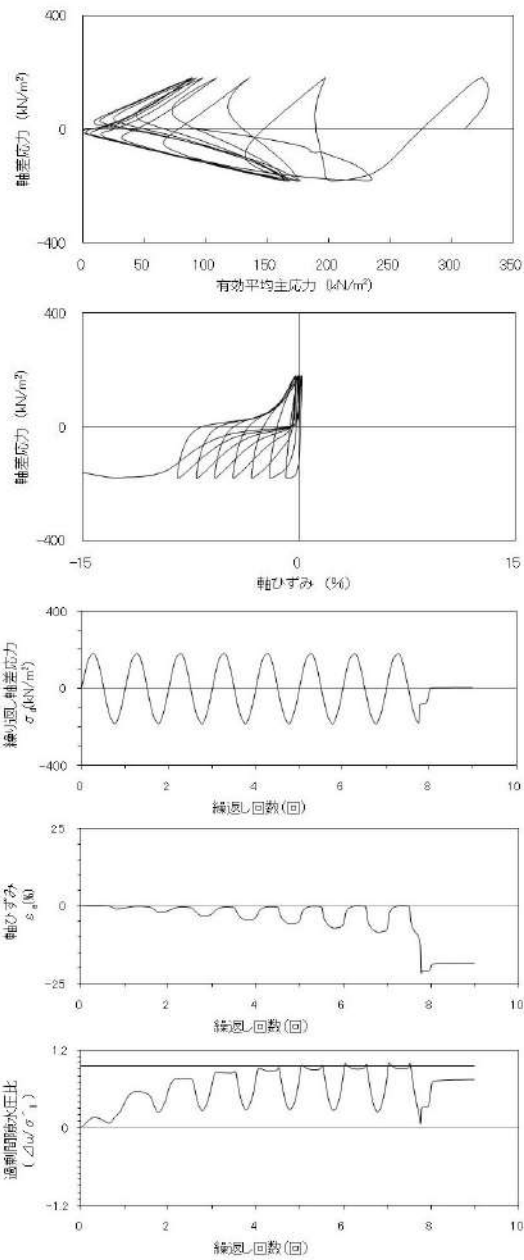 400
0
-400
軸差応力 (kN/m²)
0 50 100 150 200 250 300 350
有効平均主応力 (kN/m²)
400
0
-400
軸差応力 (kN/m²)
-15 0 15
軸ひずみ (%)
400
0
-400
繰り返し軸差応力
σd(kN/m²)
0 2 4 6 8 10
繰返し回数(回)
25
0
-25
軸ひずみ
εa(%)
0 2 4 6 8 10
繰返し回数(回)
1.2
0
-1.2
過剰間隙水圧比
(Δu/σ'
0 2 4 6 8 10
繰返し回数(回)